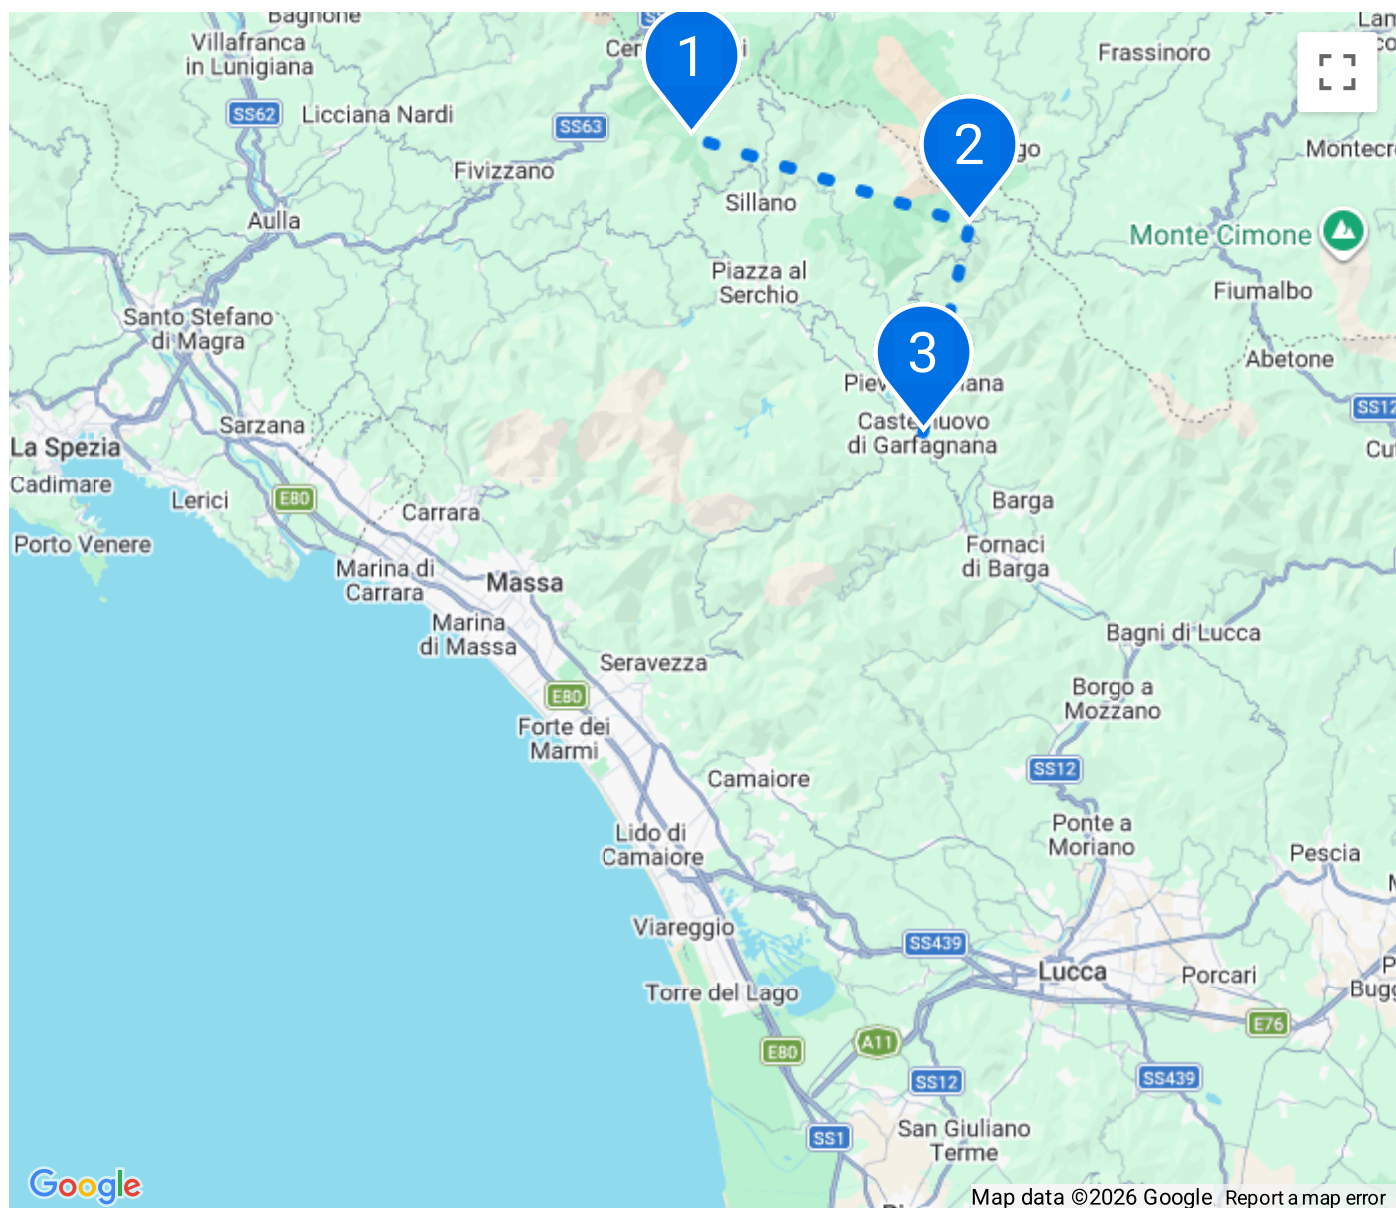 Bagnone
Villafranca
in Lunigiana
SS62
Licciana Nardi
SS63
1
Frassinoro
2
Montecr
Fivizzano
Sillano
Aulla
Monte Cimone
Piazza al
Serchio
Fiumalbo
Santo Stefano
di Magra
3
Abetone
SS12
Castelnuovo
di Garfagnana
Sarzana
La Spezia
Cadimare
Lerici
E80
Carrara
Barga
Porto Venere
Fornaci
di Barga
Marina di
Carrara
Massa
Marina
di Massa
Bagni di Lucca
Seravezza
E80
Borgo a
Mozzano
Forte dei
Marmi
SS12
Camaiore
Ponte a
Moriano
Lido di
Camaiore
Pescia
Viareggio
SS439
Lucca
Porcari
Torre del Lago
Bugg
E76
A11
E80
SS12
SS439
SS1
San Giuliano
Terme
Google
Map data ©2026 Google
Report a map error